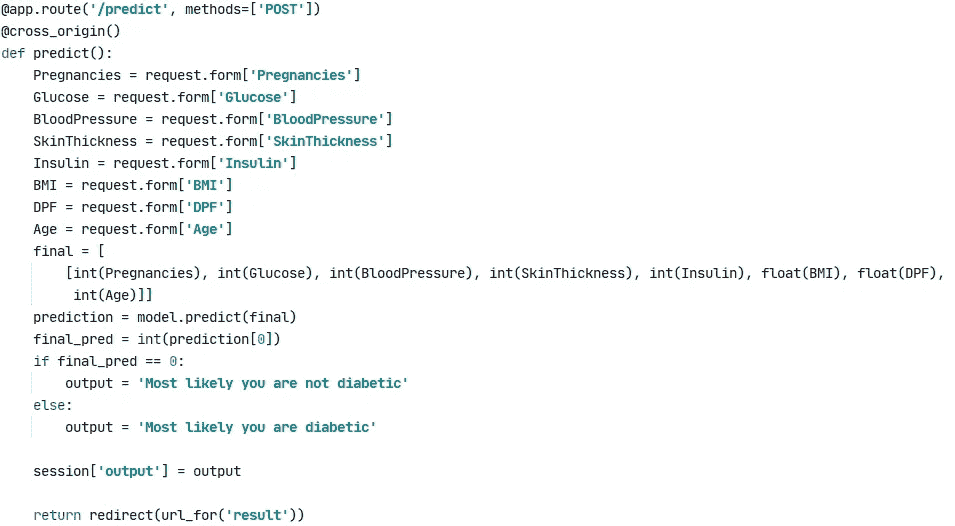 @app.route('/predict', methods=['POST'])
@cross_origin()
def predict():
    Pregnancies = request.form['Pregnancies']
    Glucose = request.form['Glucose']
    BloodPressure = request.form['BloodPressure']
    SkinThickness = request.form['SkinThickness']
    Insulin = request.form['Insulin']
    BMI = request.form['BMI']
    DPF = request.form['DPF']
    Age = request.form['Age']
    final = [
        [int(Pregnancies), int(Glucose), int(BloodPressure), int(SkinThickness), int(Insulin), float(BMI), float(DPF),
         int(Age)]]
    prediction = model.predict(final)
    final_pred = int(prediction[0])
    if final_pred == 0:
        output = 'Most likely you are not diabetic'
    else:
        output = 'Most likely you are diabetic'

    session['output'] = output

    return redirect(url_for('result'))